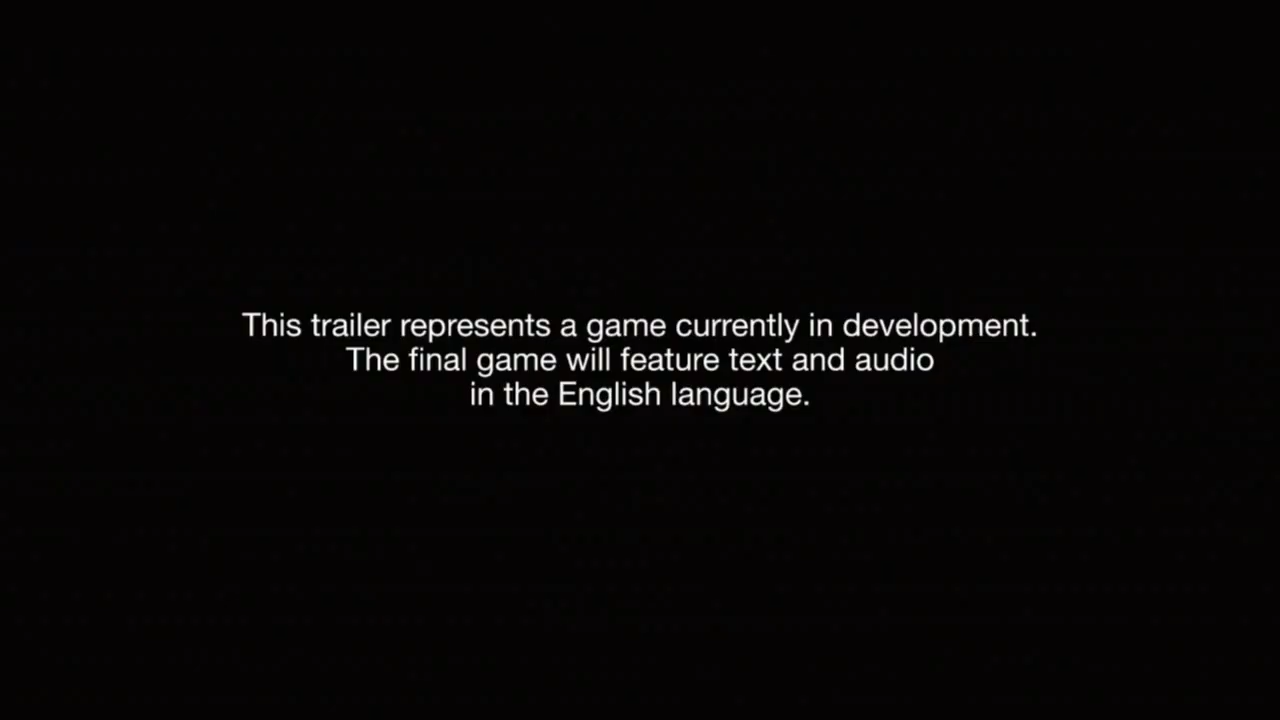 This trailer represents a game currently in development.
The final game will feature text and audio
in the English language.